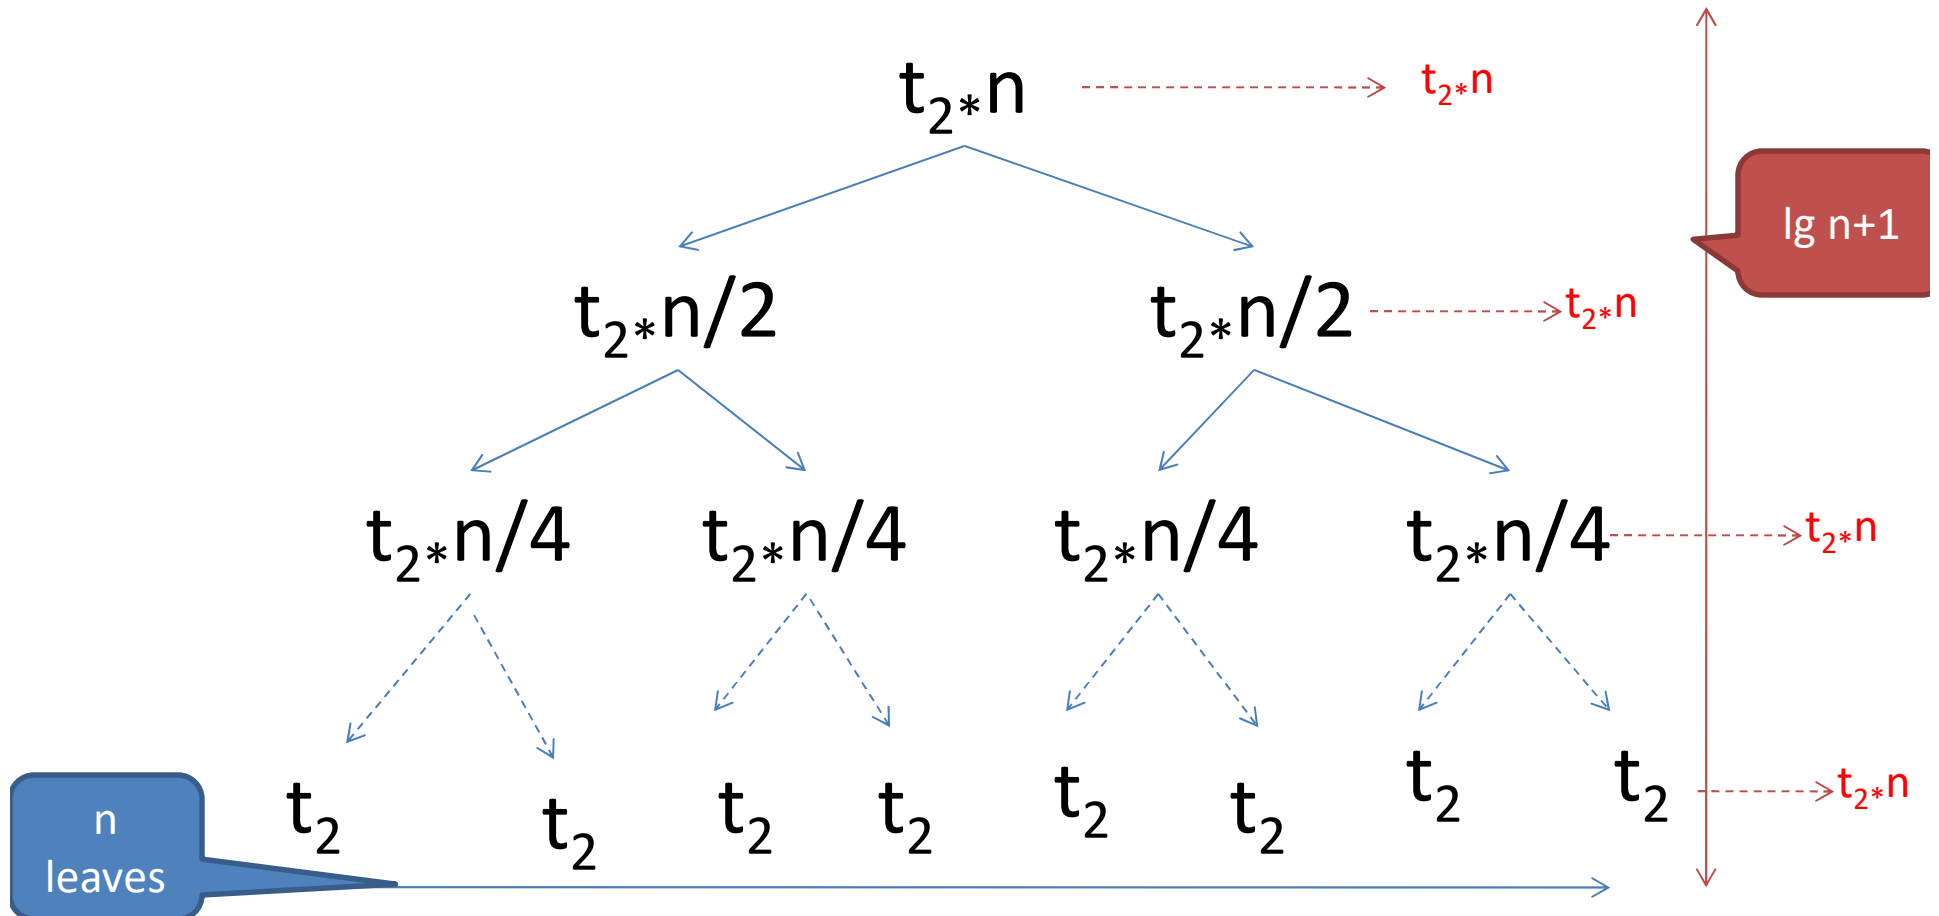 t₂*n t₂*n
lg n+1
t₂*n/2 t₂*n/2 t₂*n
t₂*n/4 t₂*n/4 t₂*n/4 t₂*n/4 t₂*n
t₂ t₂ t₂ t₂ t₂ t₂ t₂ t₂ t₂*n
n
leaves